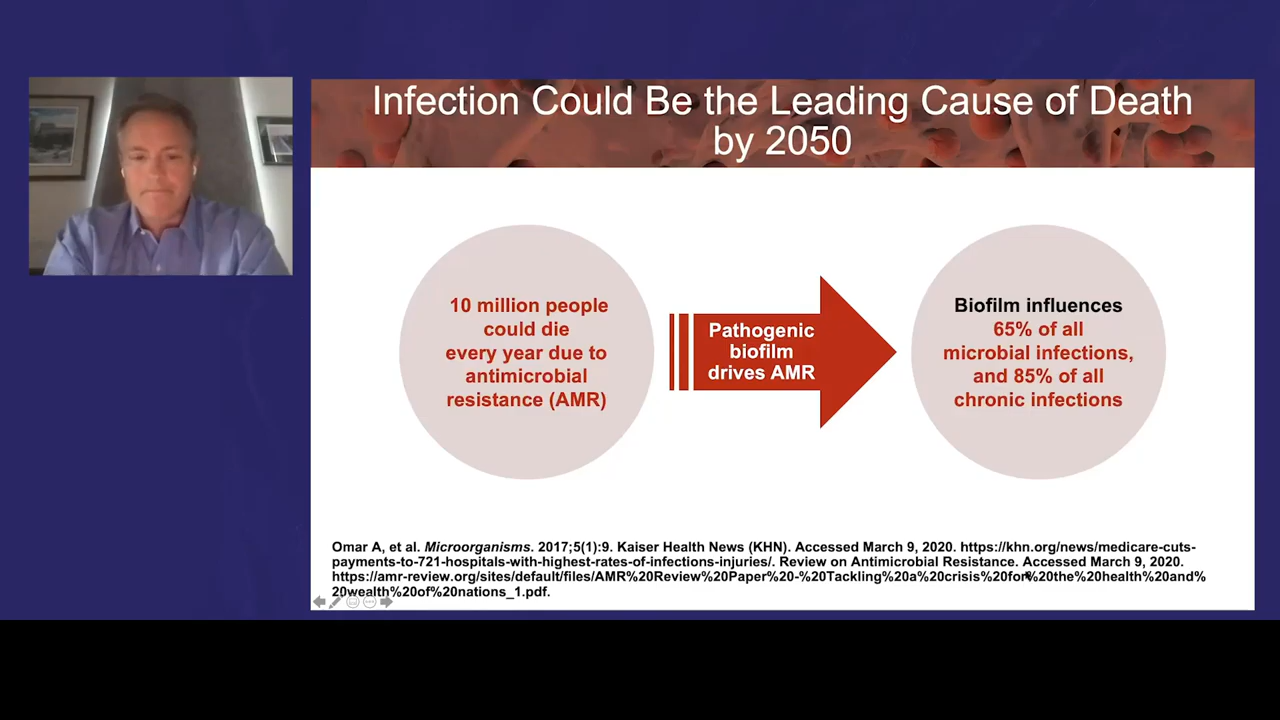 Infection Could Be the Leading Cause of Death
by 2050
10 million people
could die
every year due to
antimicrobial
resistance (AMR)
Pathogenic
biofilm
drives AMR
Biofilm influences
65% of all
microbial infections,
and 85% of all
chronic infections
Omar A, et al. Microorganisms. 2017;5(1):9. Kaiser Health News (KHN). Accessed March 9, 2020. https://khn.org/news/medicare-cuts-
payments-to-721-hospitals-with-highest-rates-of-infections-injuries/. Review on Antimicrobial Resistance. Accessed March 9, 2020.
https://amr-review.org/sites/default/files/AMR%20Review%20Paper%20-%20Tackling%20a%20crisis%20for%20the%20health%20and%
20wealth%20of%20nations_1.pdf.